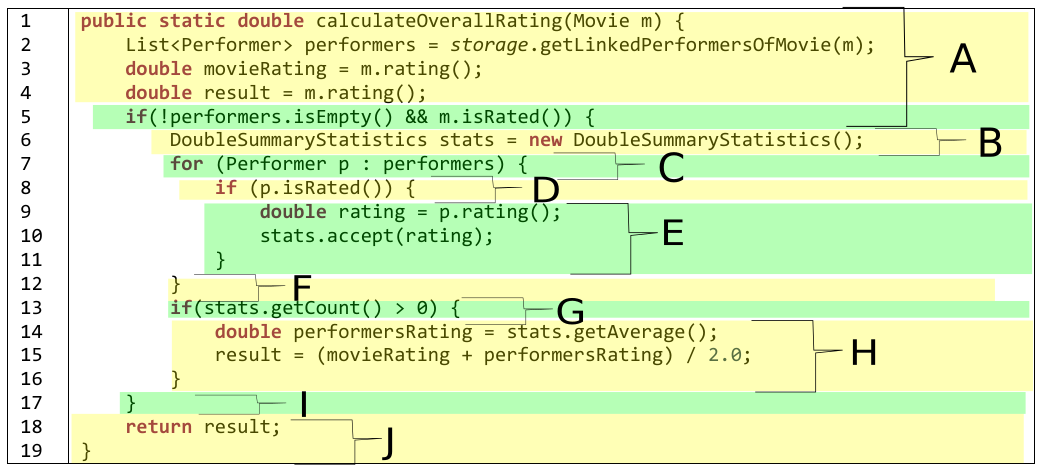 1 public static double calculateOverallRating(Movie m) { A
2 List<Performer> performers = storage.getLinkedPerformersOfMovie(m);
3 double movieRating = m.rating();
4 double result = m.rating();
5 if(!performers.isEmpty() && m.isRated()) {
6 DoubleSummaryStatistics stats = new DoubleSummaryStatistics(); B
7 for (Performer p : performers) { C
8 if (p.isRated()) { D
9 double rating = p.rating(); E
10 stats.accept(rating);
11 }
12 } F
13 if(stats.getCount() > 0) { G
14 double performersRating = stats.getAverage(); H
15 result = (movieRating + performersRating) / 2.0;
16 }
17 } I
18 return result; J
19 }